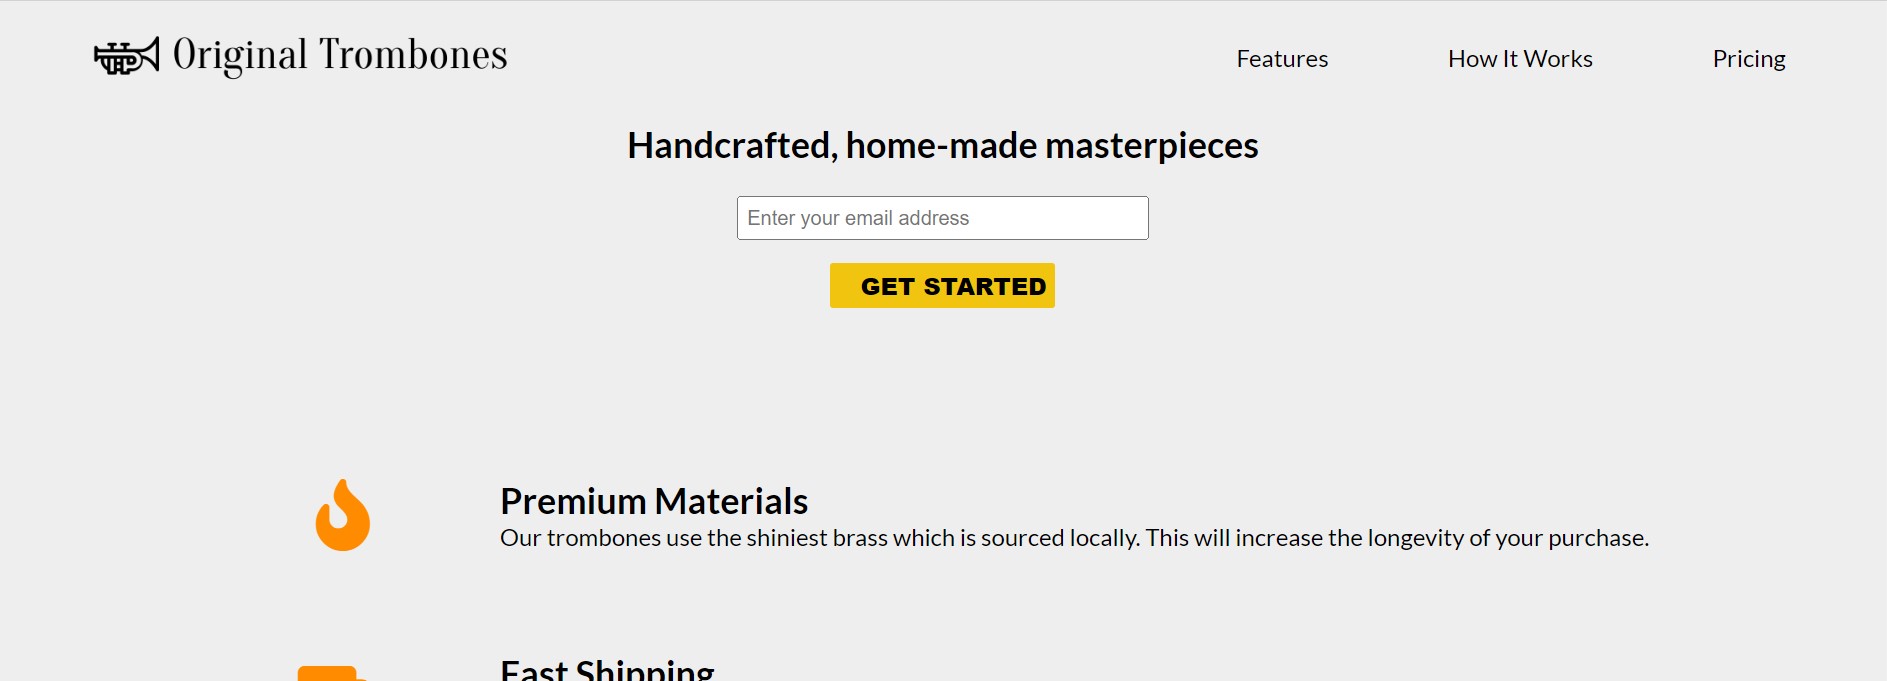 Original Trombones
Features
How It Works
Pricing
Handcrafted, home-made masterpieces
Enter your email address
GET STARTED
Premium Materials
Our trombones use the shiniest brass which is sourced locally. This will increase the longevity of your purchase.
Fast Shipping